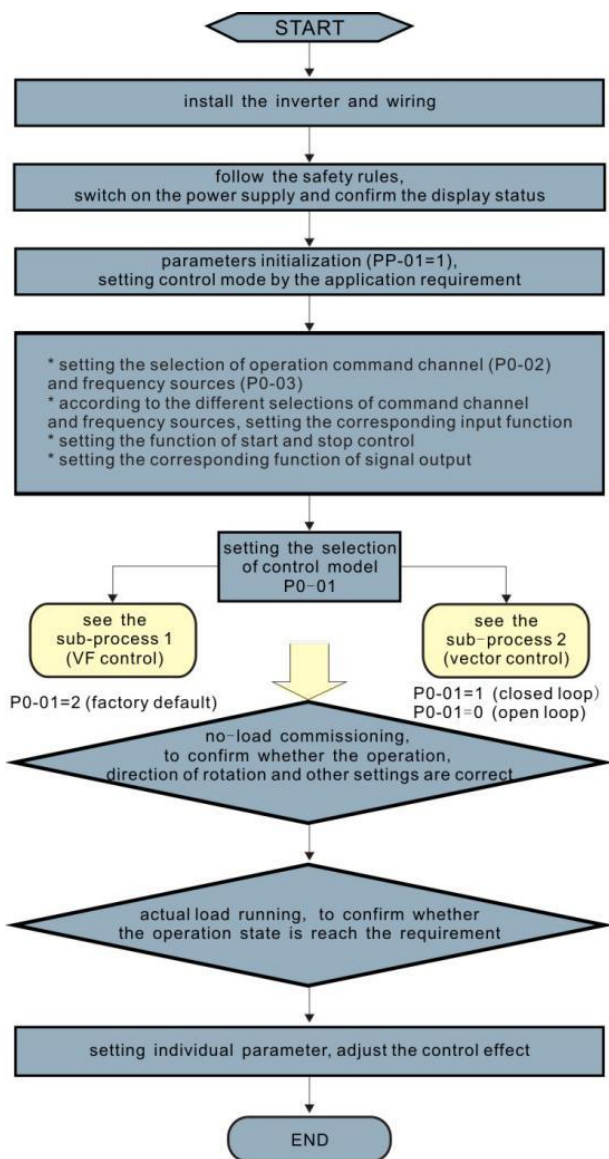 START
install the inverter and wiring
follow the safety rules,
switch on the power supply and confirm the display status
parameters initialization (PP-01=1),
setting control mode by the application requirement
* setting the selection of operation command channel (P0-02)
and frequency sources (P0-03)
* according to the different selections of command channel
and frequency sources, setting the corresponding input function
* setting the function of start and stop control
* setting the corresponding function of signal output
setting the selection
of control model
P0-01
see the
sub-process 1
(VF control)
see the
sub-process 2
(vector control)
P0-01=2 (factory default)
P0-01=1 (closed loop)
P0-01=0 (open loop)
no-load commissioning,
to confirm whether the operation,
direction of rotation and other settings are correct
actual load running, to confirm whether
the operation state is reach the requirement
setting individual parameter, adjust the control effect
END